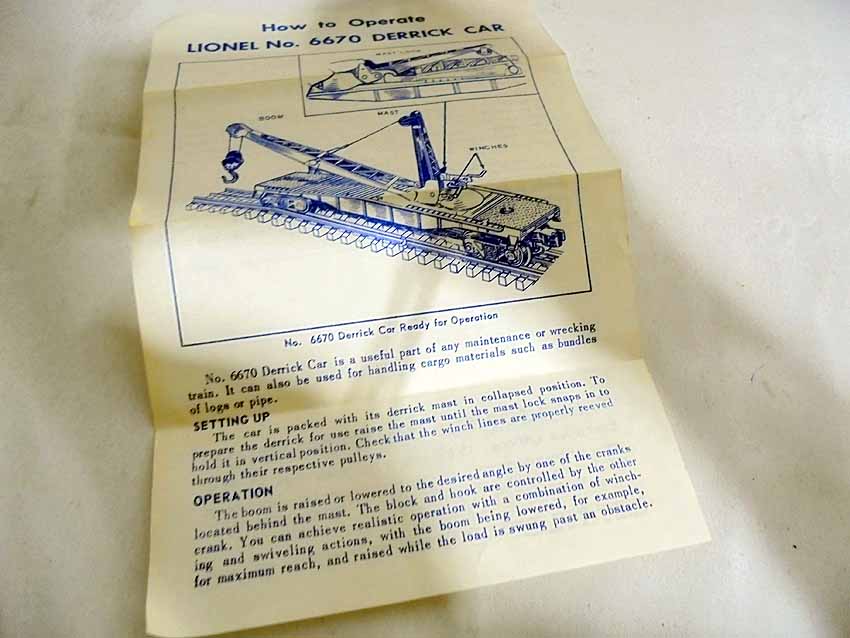 How to Operate
LIONEL No. 6670 DERRICK CAR
MAST LOCK
BOOM
MAST
WINCHES
No. 6670 Derrick Car Ready for Operation
No. 6670 Derrick Car is a useful part of any maintenance or wrecking
train. It can also be used for handling cargo materials such as bundles
of logs or pipe.
SETTING UP
The car is packed with its derrick mast in collapsed position. To
prepare the derrick for use raise the mast until the mast lock snaps in to
hold it in vertical position. Check that the winch lines are properly reeved
through their respective pulleys.
OPERATION
The boom is raised or lowered to the desired angle by one of the cranks
located behind the mast. The block and hook are controlled by the other
crank. You can achieve realistic operation with a combination of winch-
ing and swiveling actions, with the boom being lowered, for example,
for maximum reach, and raised while the load is swung past an obstacle.